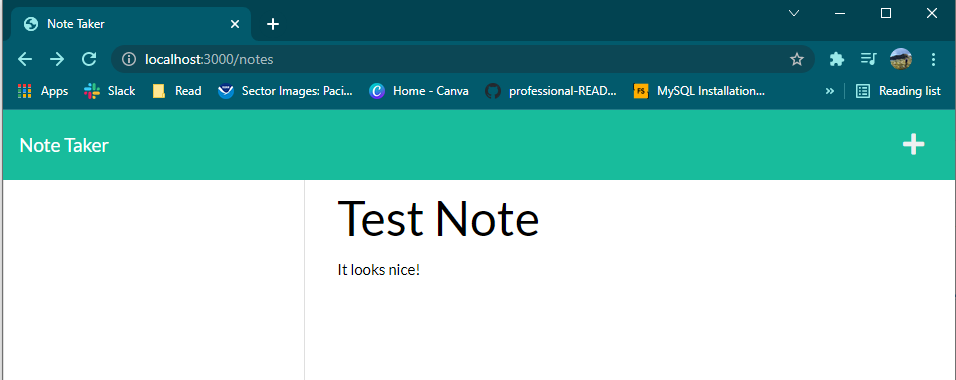 Note Taker
localhost:3000/notes
Apps Slack Read Sector Images: Paci... Home - Canva professional-READ... FS MySQL Installation... » Reading list
Note Taker
Test Note
It looks nice!